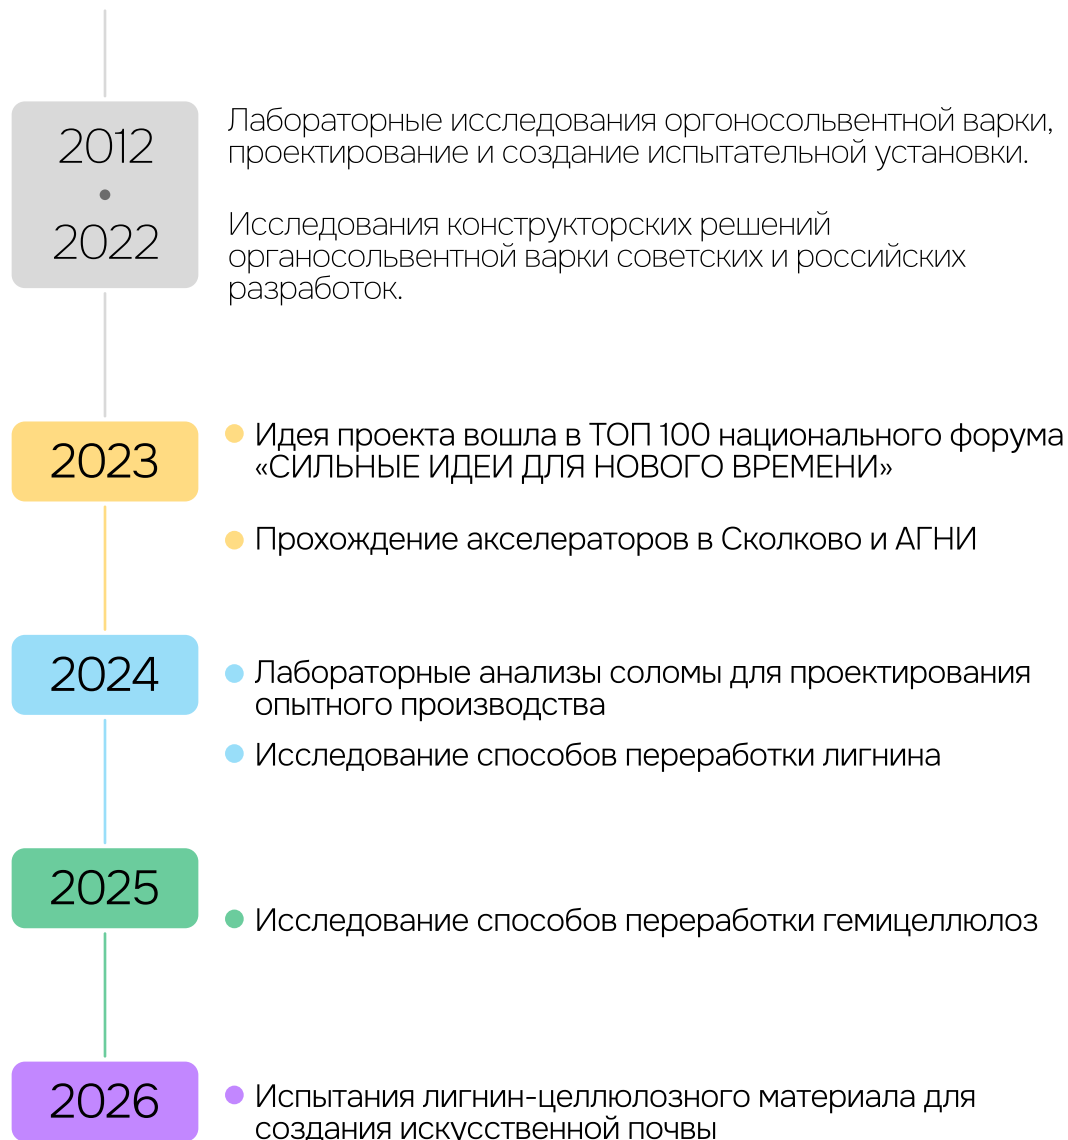 2012
2022
Лабораторные исследования оргоносольвентной варки,
проектирование и создание испытательной установки.
Исследования конструкторских решений
органосольвентной варки советских и российских
разработок.
2023
Идея проекта вошла в ТОП 100 национального форума
«СИЛЬНЫЕ ИДЕИ ДЛЯ НОВОГО ВРЕМЕНИ»
Прохождение акселераторов в Сколково и АГНИ
2024
Лабораторные анализы соломы для проектирования
опытного производства
Исследование способов переработки лигнина
2025
Исследование способов переработки гемицеллюлоз
2026
Испытания лигнин-целлюлозного материала для
создания искусственной почвы